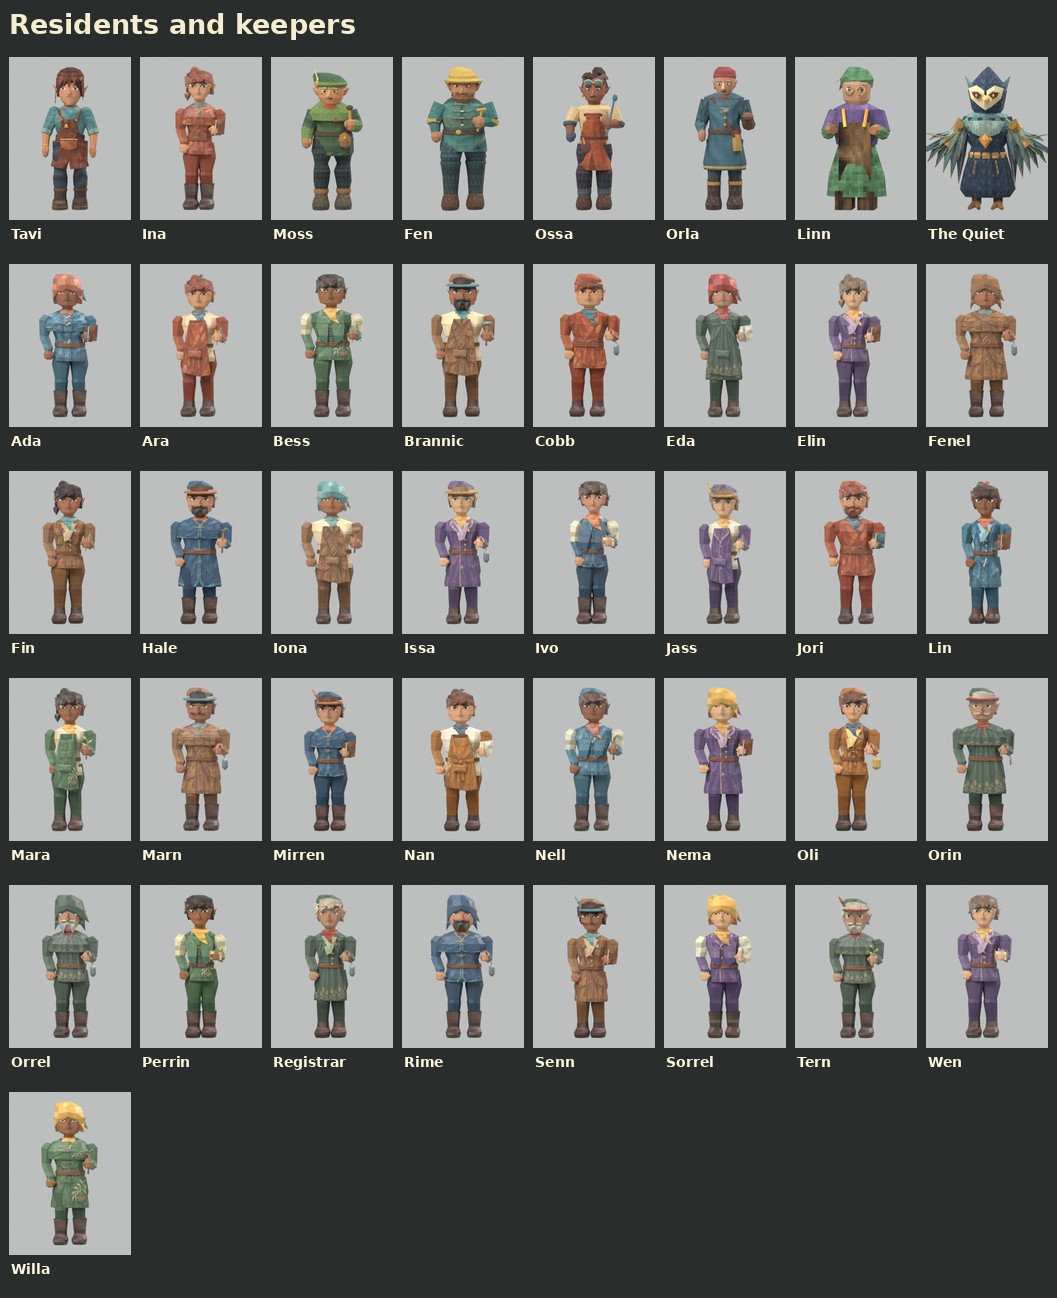 Residents and keepers
Tavi Ina Moss Fen Ossa Orla Linn The Quiet
Ada Ara Bess Brannic Cobb Eda Elin Fenel
Fin Hale Iona Issa Ivo Jass Jori Lin
Mara Marn Mirren Nan Nell Nema Oli Orin
Orrel Perrin Registrar Rime Senn Sorrel Tern Wen
Willa